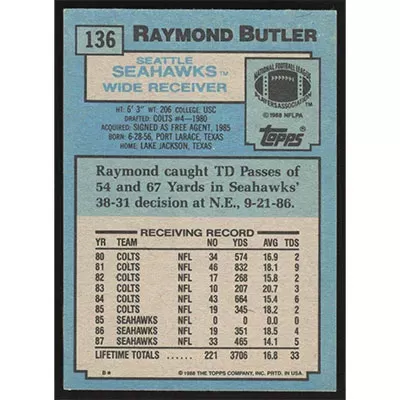 136 RAYMOND BUTLER
SEATTLE
SEAHAWKS™
WIDE RECEIVER
NATIONAL FOOTBALL LEAGUE
PLAYERS ASSOCIATION
© 1988 NFLPA
Topps
HT: 6' 3" WT: 206 COLLEGE: USC
DRAFTED: COLTS #4—1980
ACQUIRED: SIGNED AS FREE AGENT, 1985
BORN: 6-28-56, PORT LARACE, TEXAS
HOME: LAKE JACKSON, TEXAS
Raymond caught TD Passes of
54 and 67 Yards in Seahawks'
38-31 decision at N.E., 9-21-86.
RECEIVING RECORD
YR TEAM NO YDS AVG TDS
80 COLTS NFL 34 574 16.9 2
81 COLTS NFL 46 832 18.1 9
82 COLTS NFL 17 268 15.8 2
83 COLTS NFL 10 207 20.7 3
84 COLTS NFL 43 664 15.4 6
85 COLTS NFL 19 345 18.2 2
85 SEAHAWKS NFL 0 0 0.0 0
86 SEAHAWKS NFL 19 351 18.5 4
87 SEAHAWKS NFL 33 465 14.1 5
LIFETIME TOTALS 221 3706 16.8 33
D* © 1988 THE TOPPS COMPANY, INC. PRTD. IN U.S.A.